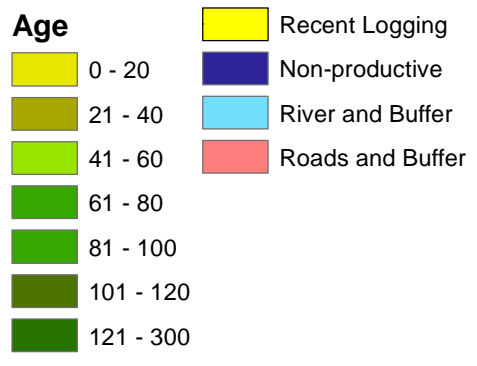 Age
0 - 20
21 - 40
41 - 60
61 - 80
81 - 100
101 - 120
121 - 300
Recent Logging
Non-productive
River and Buffer
Roads and Buffer